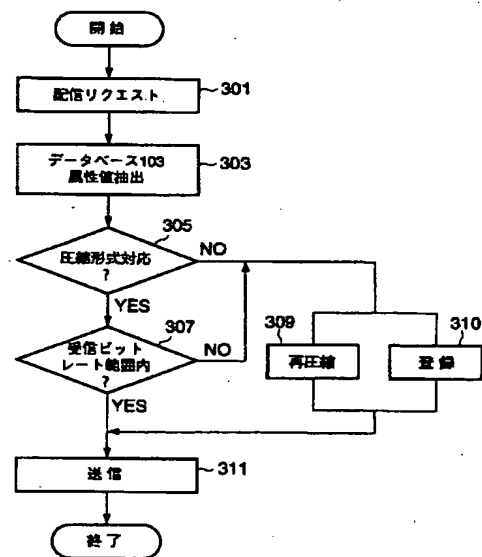 開始
配信リクエスト
301
データベース103
属性値抽出
303
305
圧縮形式対応
?
NO
YES
307
受信ビット
レート範囲内
?
NO
YES
309
再圧縮
310
登録
送信
311
終了